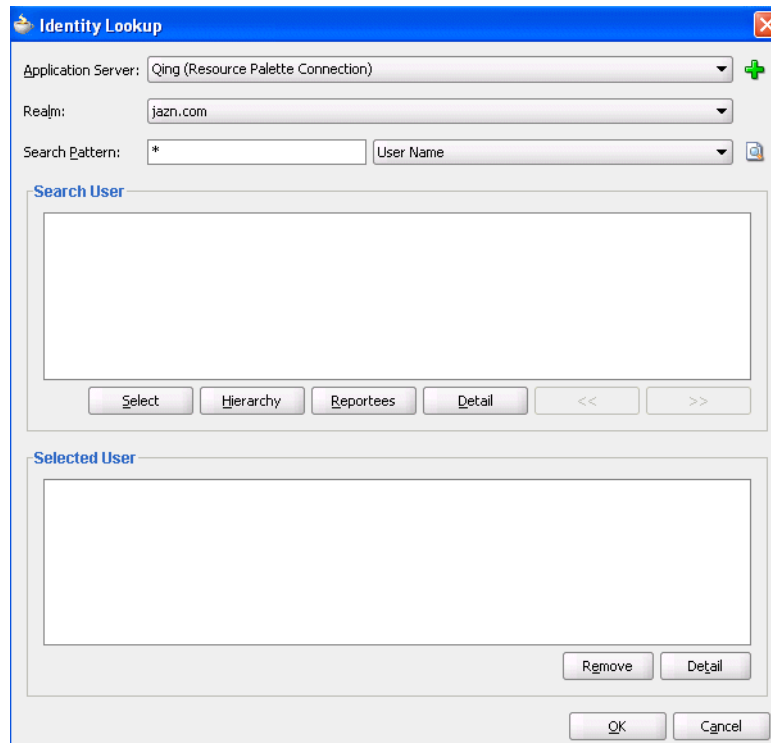 Identity Lookup
Application Server: Qing (Resource Palette Connection)
Realm: jazn.com
Search Pattern: * User Name
Search User
Select Hierarchy Reportees Detail << >>
Selected User
Remove Detail
OK Cancel